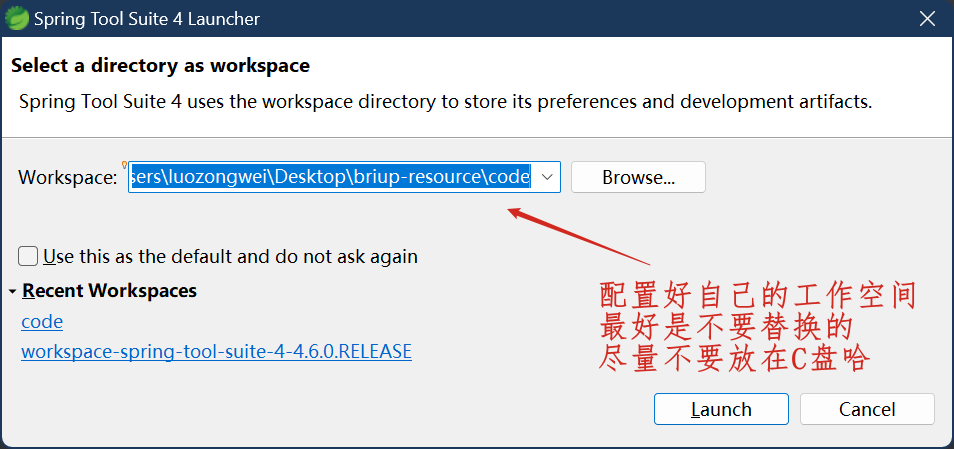 Spring Tool Suite 4 Launcher
Select a directory as workspace
Spring Tool Suite 4 uses the workspace directory to store its preferences and development artifacts.
Workspace: sers\luozongwei\Desktop\briup-resource\code Browse...
Use this as the default and do not ask again
Recent Workspaces
code
workspace-spring-tool-suite-4-4.6.0.RELEASE
配置好自己的工作空间
最好是不要替换的
尽量不要放在C盘哈
Launch Cancel